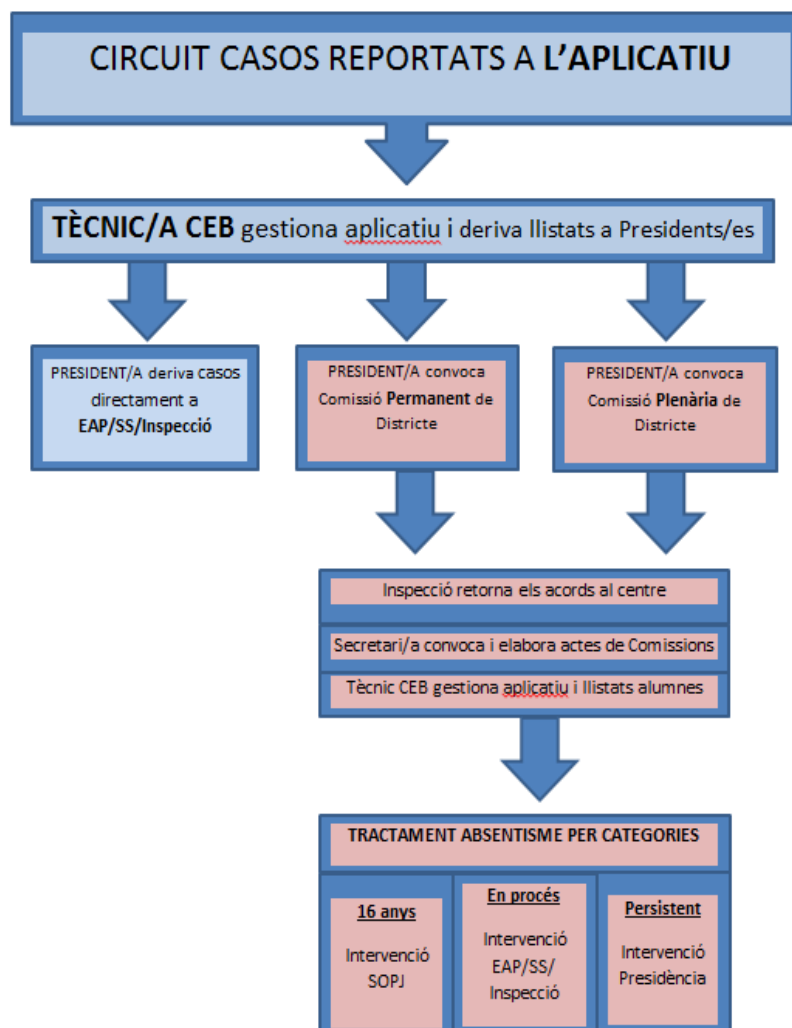 CIRCUIT CASOS REPORTATS A L'APLICATIU
TÈCNIC/A CEB gestiona aplicatiu i deriva llistats a Presidents/es
PRESIDENT/A deriva casos
directament a
EAP/SS/Inspecció
PRESIDENT/A convoca
Comissió Permanent de
Districte
PRESIDENT/A convoca
Comissió Plenària de
Districte
Inspecció retorna els acords al centre
Secretari/a convoca i elabora actes de Comissions
Tècnic CEB gestiona aplicatiu i llistats alumnes
TRACTAMENT ABSENTISME PER CATEGORIES
16 anys
Intervenció
SOPJ
En procés
Intervenció
EAP/SS/
Inspecció
Persistent
Intervenció
Presidència